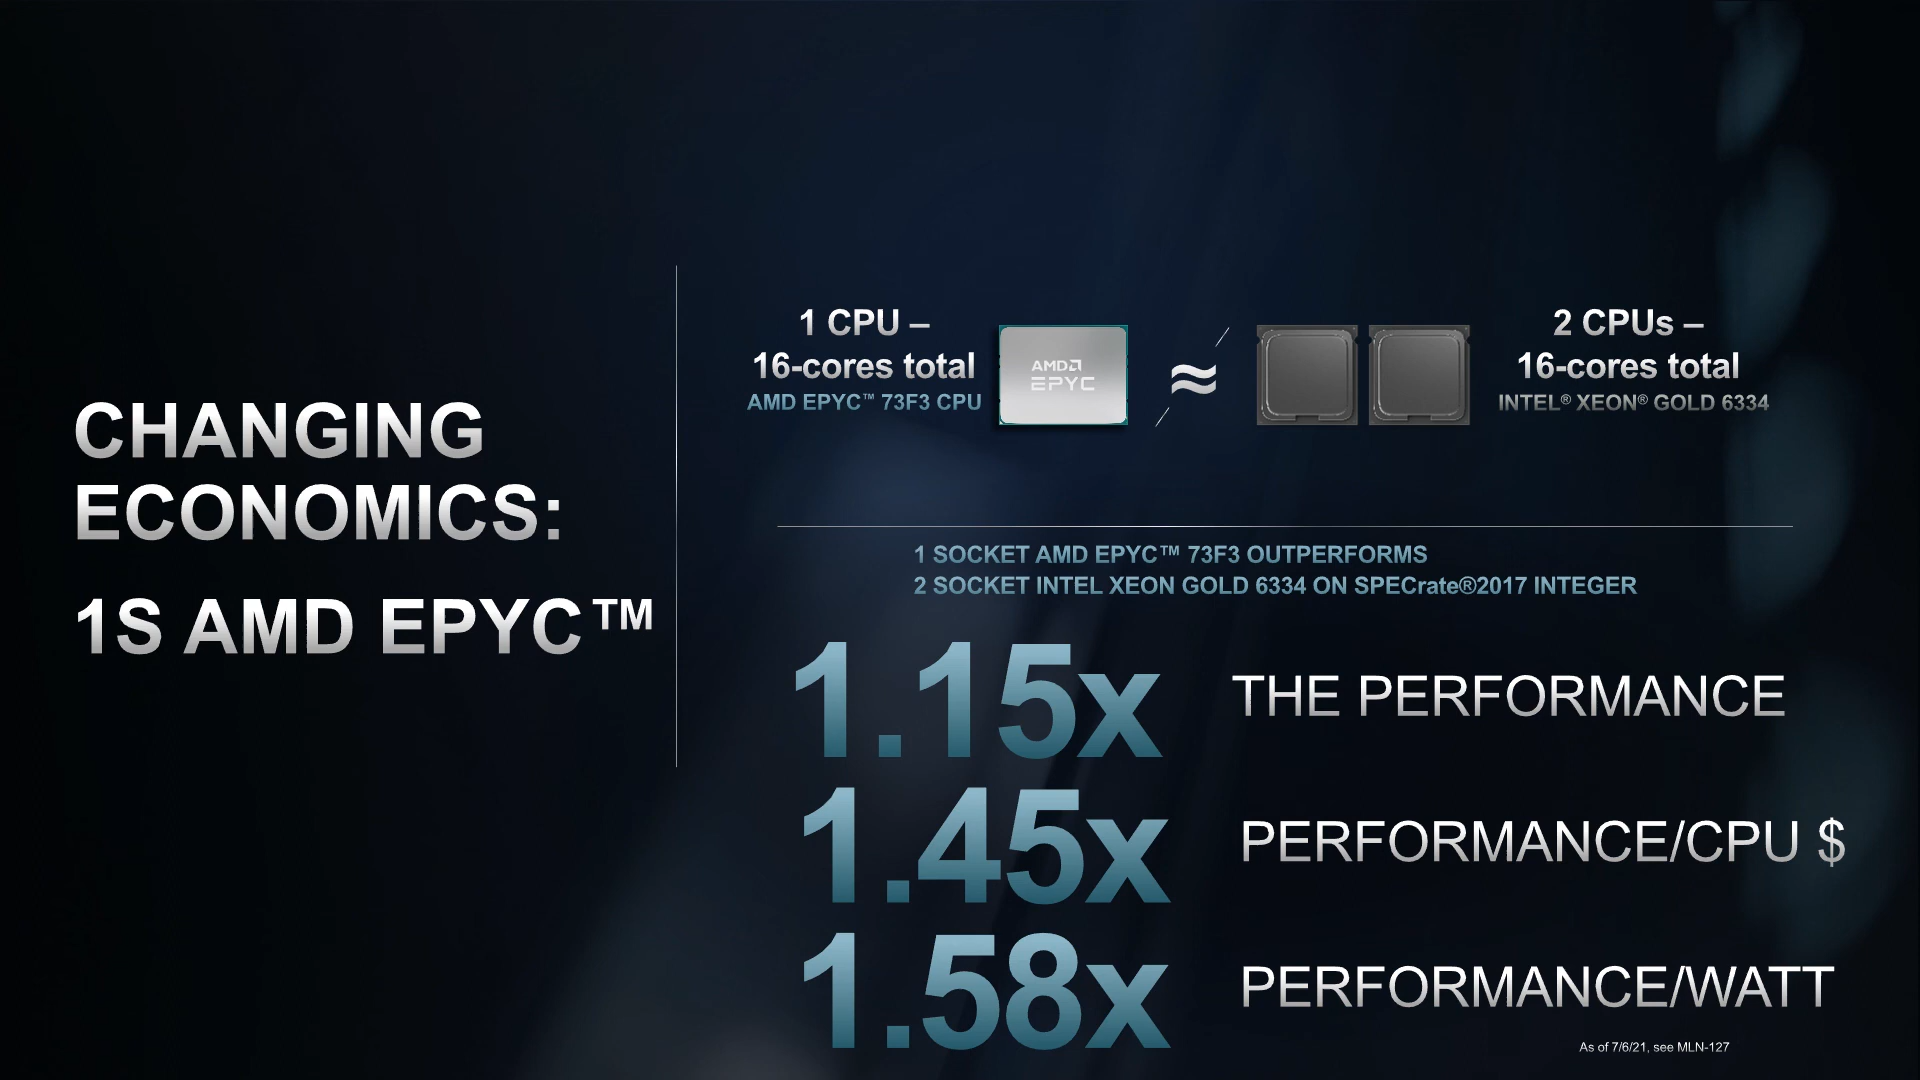 CHANGING
ECONOMICS:
1S AMD EPYC™
1 CPU –
16-cores total
AMD EPYC™ 73F3 CPU
AMD
EPYC
≈
2 CPUs –
16-cores total
INTEL® XEON® GOLD 6334
1 SOCKET AMD EPYC™ 73F3 OUTPERFORMS
2 SOCKET INTEL XEON GOLD 6334 ON SPECrate®2017 INTEGER
1.15x THE PERFORMANCE
1.45x PERFORMANCE/CPU $
1.58x PERFORMANCE/WATT
As of 7/6/21, see MLN-127